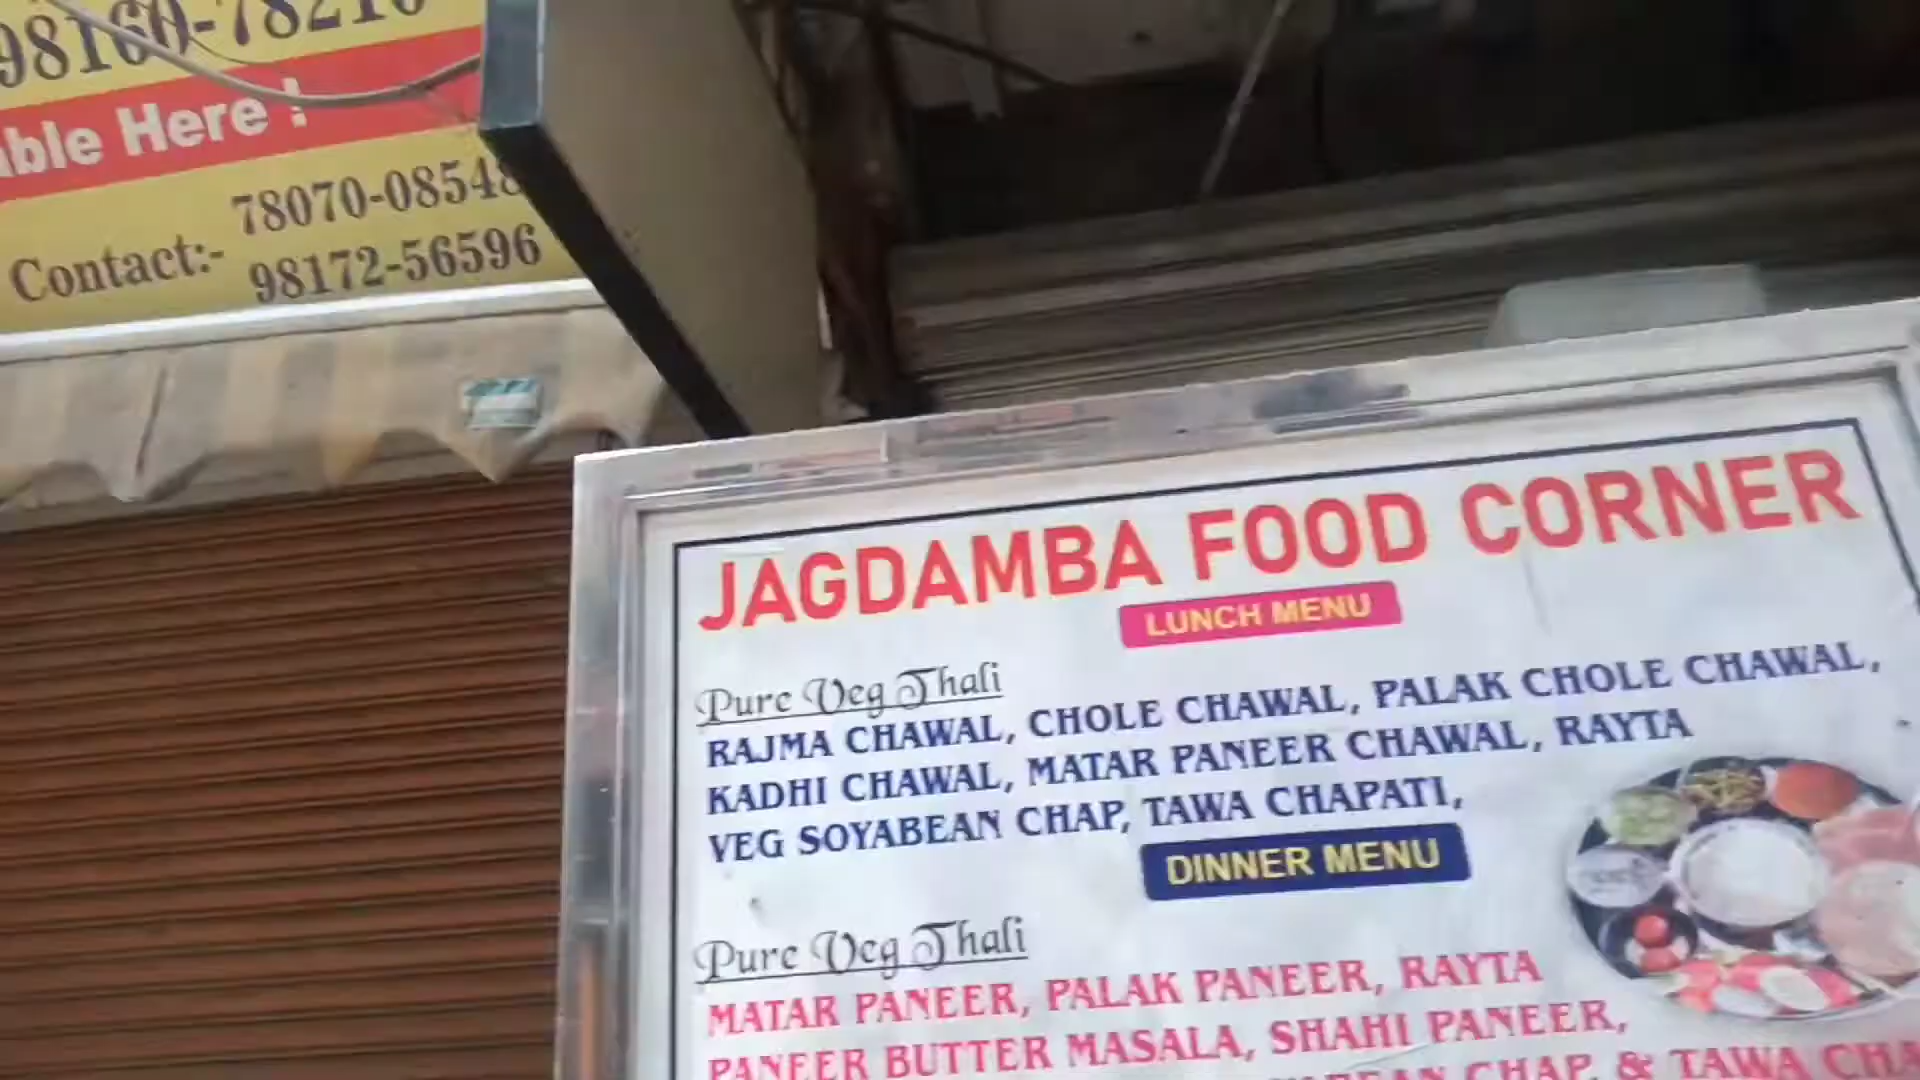 98160-78210
able Here !
Contact:-
78070-08548
98172-56596
JAGDAMBA FOOD CORNER
LUNCH MENU
Pure Veg Thali
RAJMA CHAWAL, CHOLE CHAWAL, PALAK CHOLE CHAWAL,
KADHI CHAWAL, MATAR PANEER CHAWAL, RAYTA
VEG SOYABEAN CHAP, TAWA CHAPATI,
DINNER MENU
Pure Veg Thali
MATAR PANEER, PALAK PANEER, RAYTA
PANEER BUTTER MASALA, SHAHI PANEER,
CHAP, & TAWA CHA